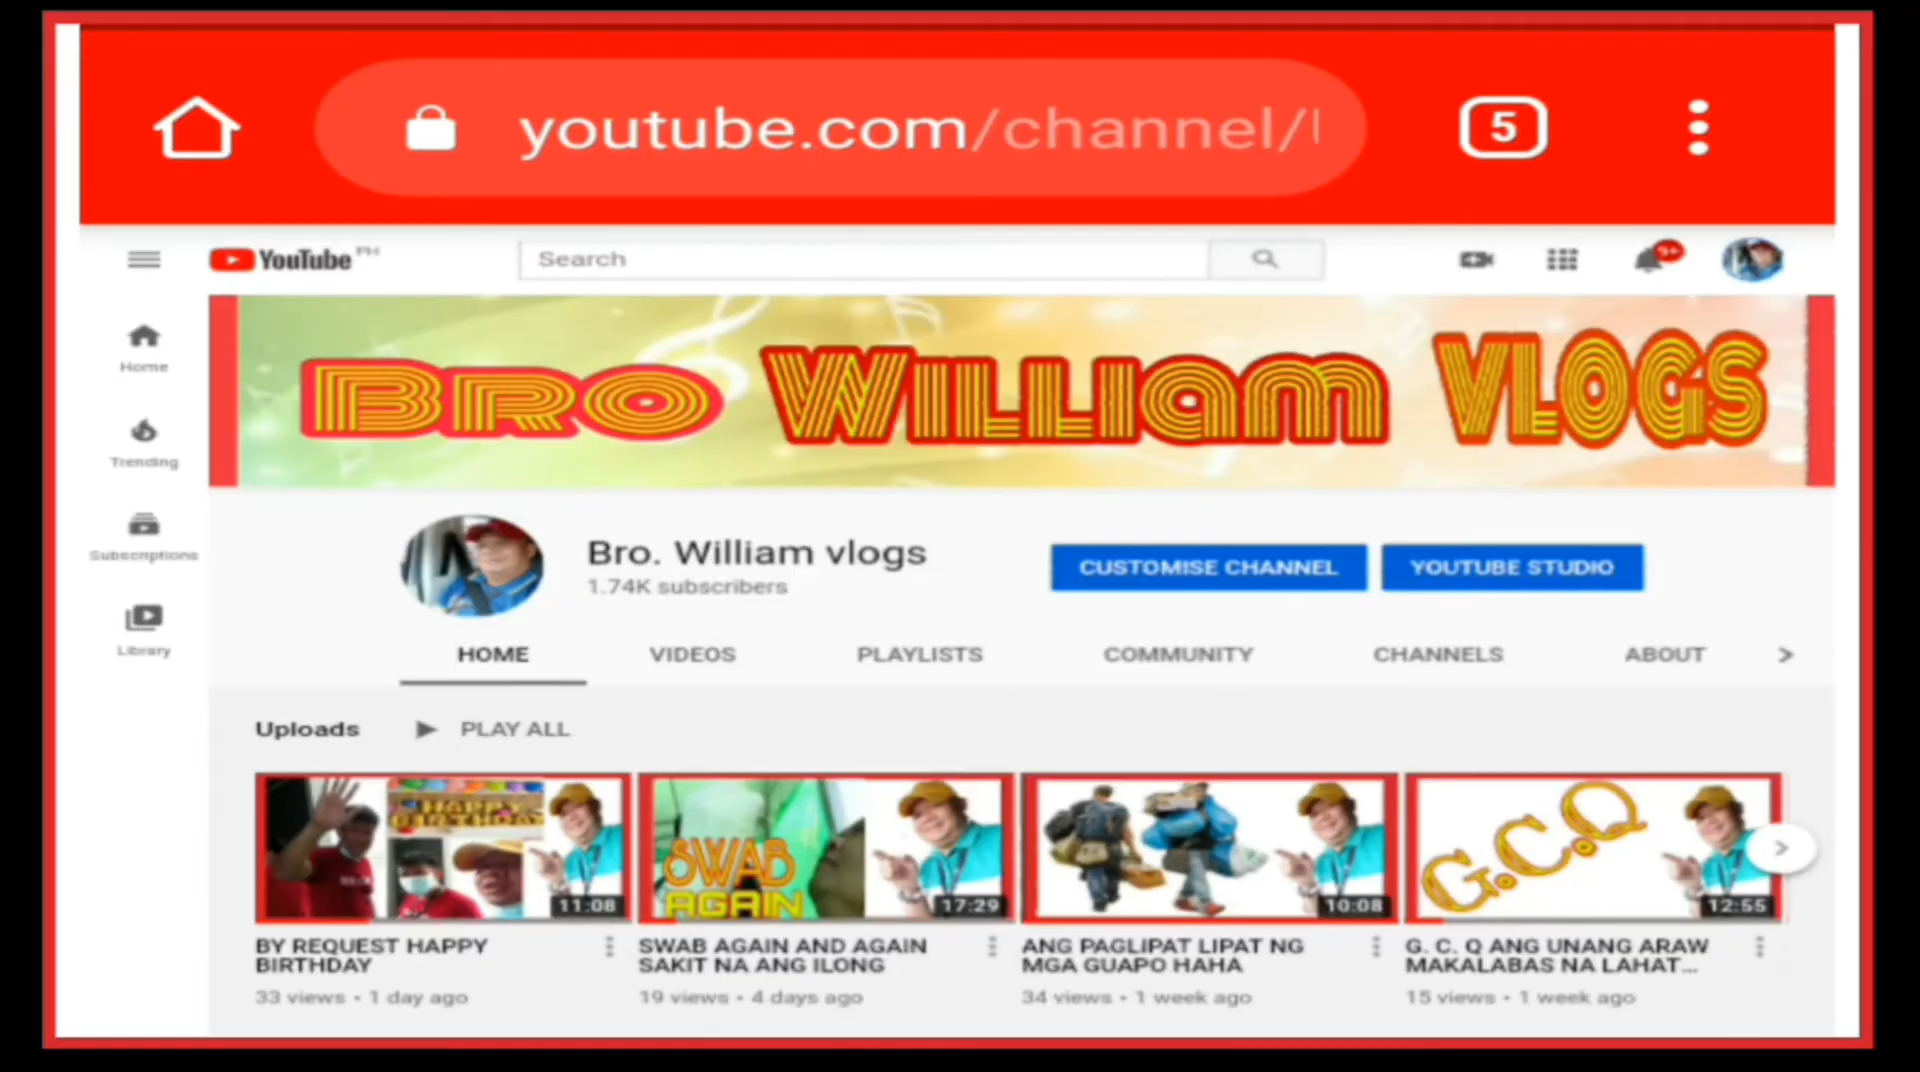 youtube.com/channel/
5
YouTube PH
Search
9+
BRO WILLIAM VLOGS
Home
Trending
Subscriptions
Library
Bro. William vlogs
1.74K subscribers
CUSTOMISE CHANNEL
YOUTUBE STUDIO
HOME
VIDEOS
PLAYLISTS
COMMUNITY
CHANNELS
ABOUT
Uploads
PLAY ALL
HAPPY
BIRTHDAY
11:08
SWAB
AGAIN
17:29
10:08
G.C.Q
12:55
BY REQUEST HAPPY
BIRTHDAY
33 views • 1 day ago
SWAB AGAIN AND AGAIN
SAKIT NA ANG ILONG
19 views • 4 days ago
ANG PAGLIPAT LIPAT NG
MGA GUAPO HAHA
34 views • 1 week ago
G. C. Q ANG UNANG ARAW
MAKALABAS NA LAHAT...
15 views • 1 week ago